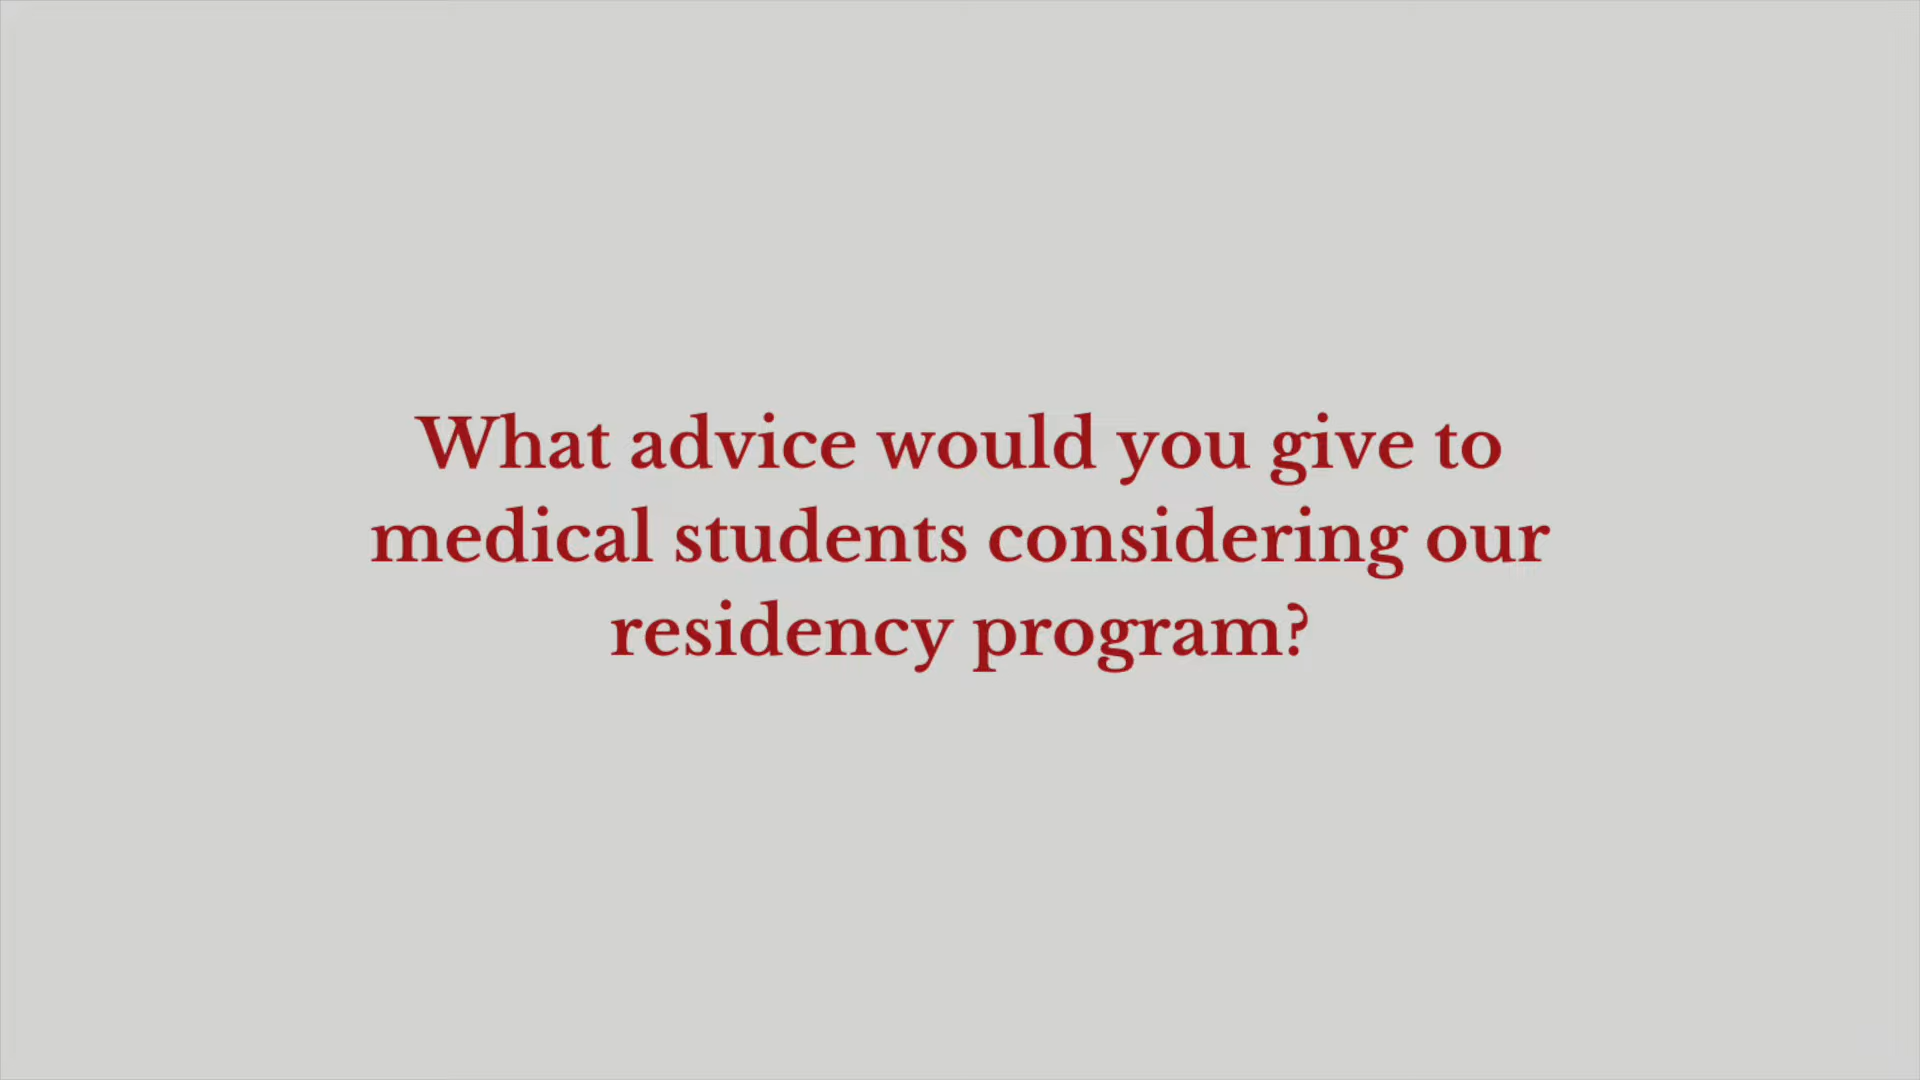 What advice would you give to
medical students considering our
residency program?